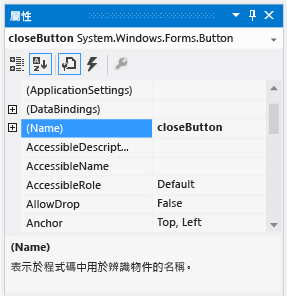 屬性
closeButton System.Windows.Forms.Button
(ApplicationSettings)
(DataBindings)
(Name) closeButton
AccessibleDescript...
AccessibleName
AccessibleRole Default
AllowDrop False
Anchor Top, Left
(Name)
表示於程式碼中用於辨識物件的名稱。